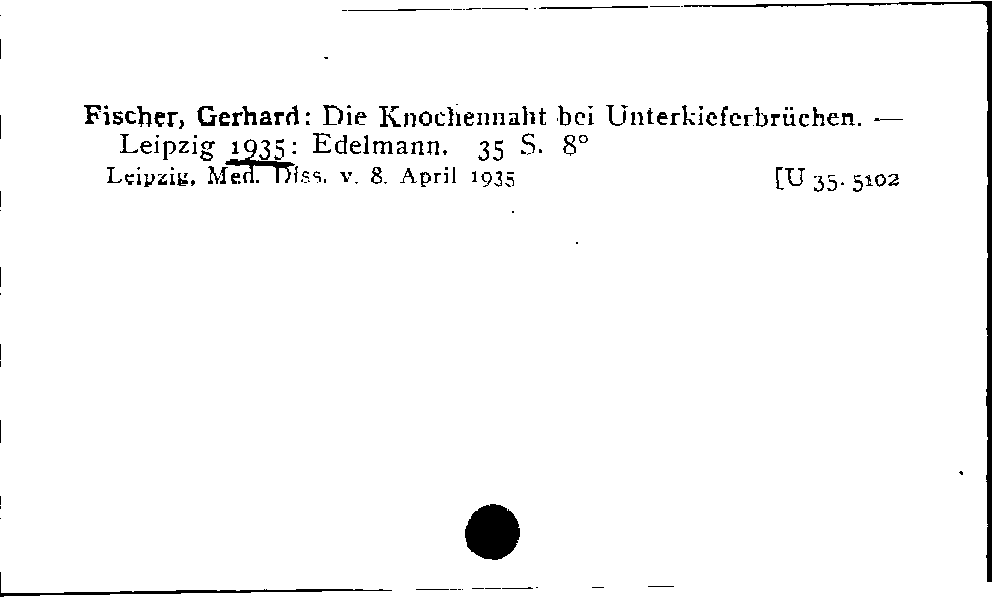 Fischer, Gerhard: Die Knochennaht bei Unterkieferbrüchen. —
Leipzig 1935: Edelmann. 35 S. 8°
Leipzig, Med. Diss. v. 8. April 1935 [U 35. 5102